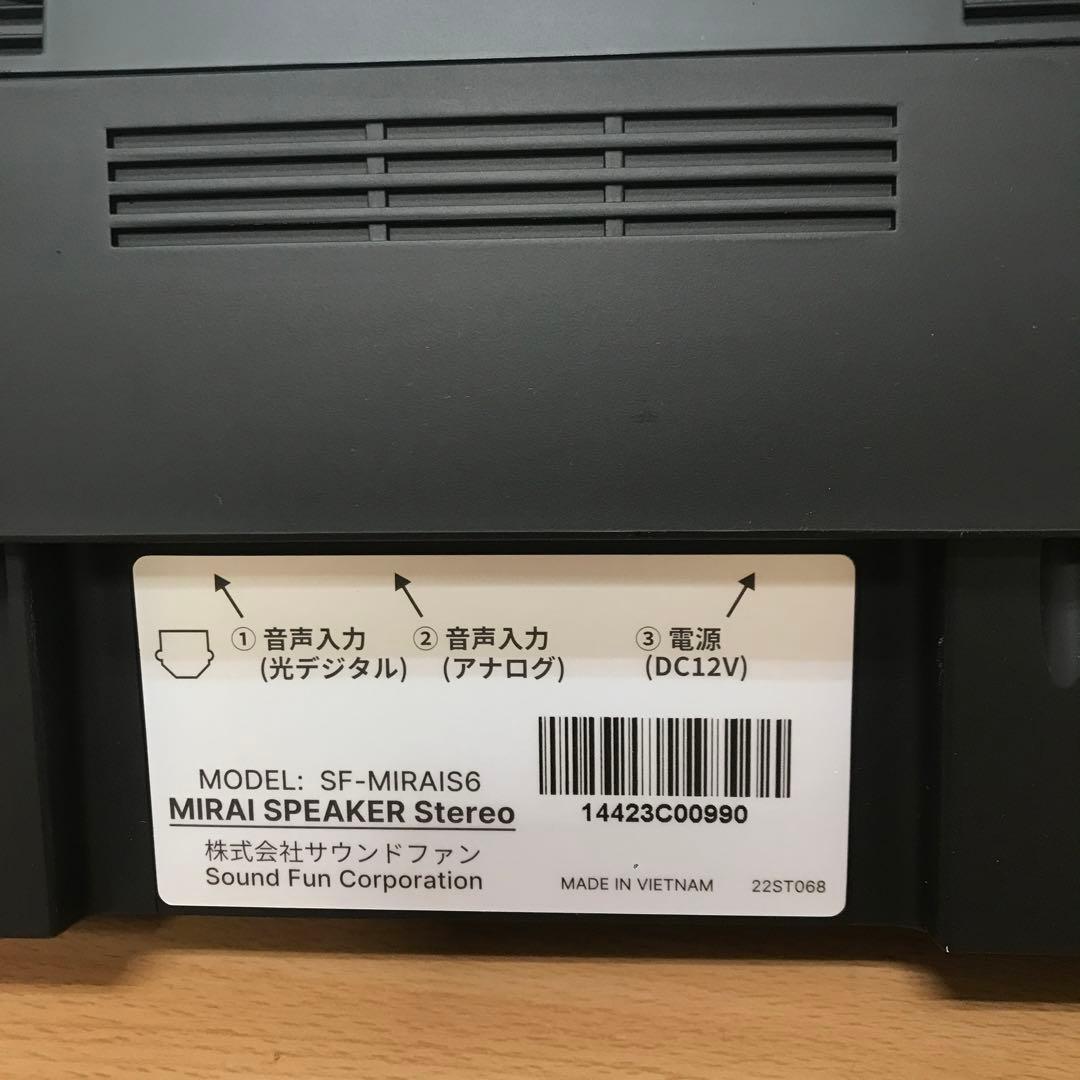 ① 音声入力 ② 音声入力 ③ 電源
(光デジタル) (アナログ) (DC12V)
MODEL: SF-MIRAIS6
MIRAI SPEAKER Stereo
14423C00990
株式会社サウンドファン
Sound Fun Corporation
MADE IN VIETNAM 22ST068